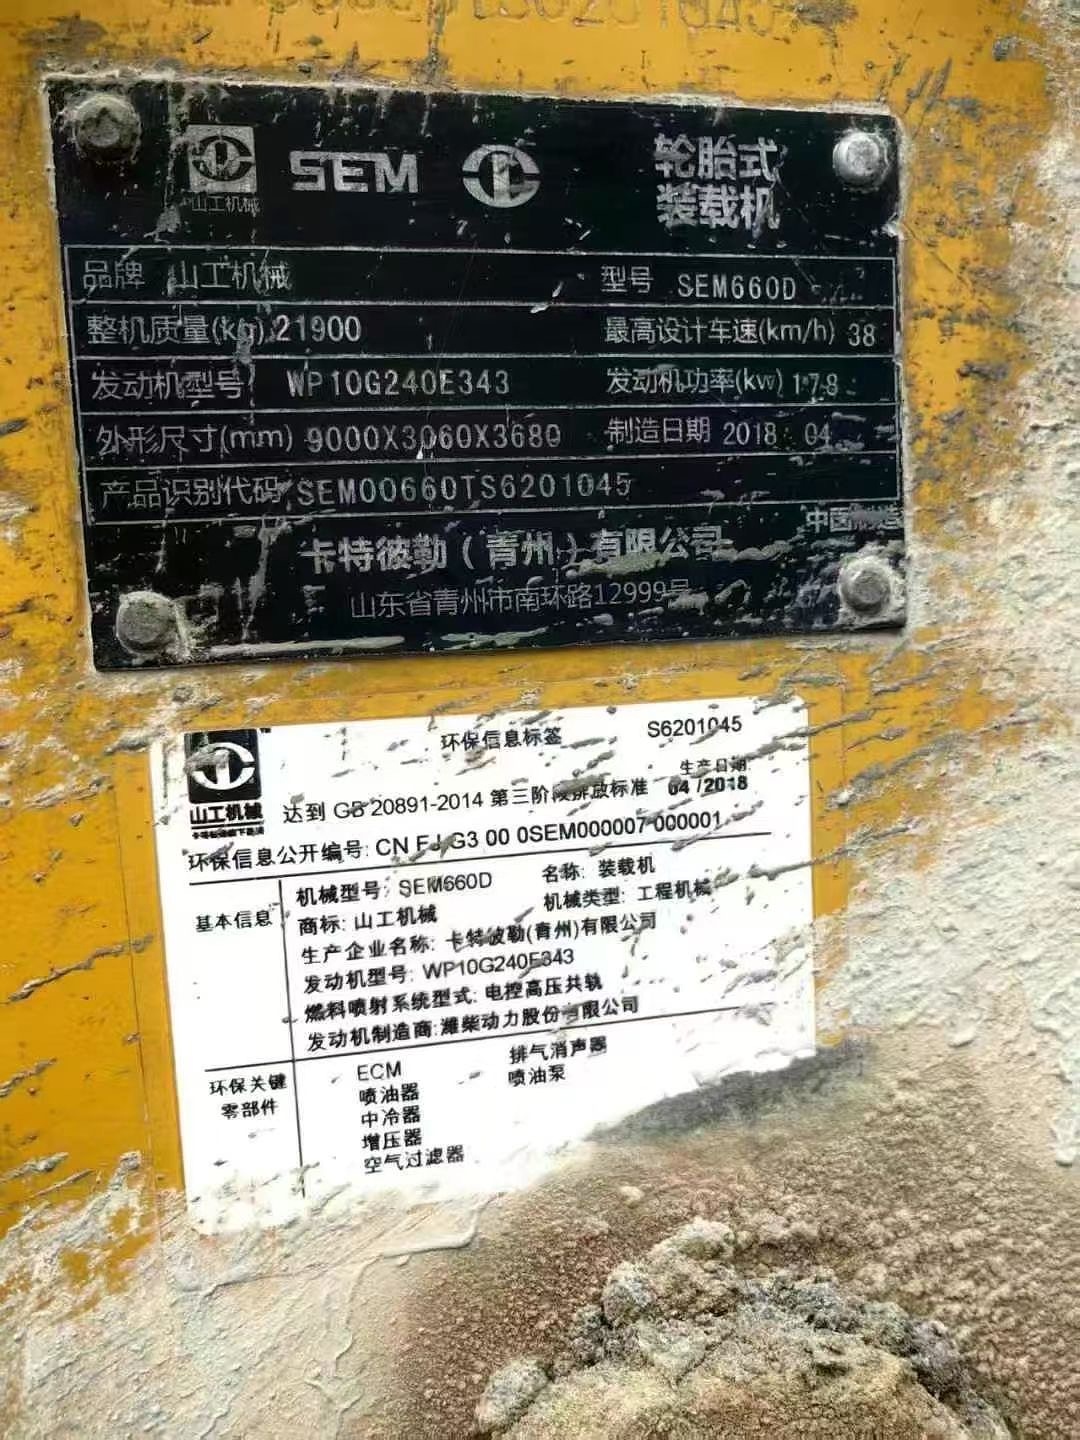 山工机械
SEM
轮胎式
装载机
品牌 山工机械 型号 SEM660D
整机质量(kg) 21900 最高设计车速(km/h) 38
发动机型号 WP10G240E343 发动机功率(kw) 178
外形尺寸(mm) 9000X3060X3680 制造日期 2018 04
产品识别代码 SEM00660TS6201045
中国制造
卡特彼勒(青州)有限公司
山东省青州市南环路12999号
山工机械
环保信息标签 S6201045
生产日期:
达到 GB 20891-2014 第三阶段排放标准 04/2018
环保信息公开编号: CN FJ G3 00 0SEM000007 000001
基本信息
机械型号: SEM660D 名称: 装载机
商标: 山工机械 机械类型: 工程机械
生产企业名称: 卡特彼勒(青州)有限公司
发动机型号: WP10G240E343
燃料喷射系统型式: 电控高压共轨
发动机制造商: 潍柴动力股份有限公司
环保关键
零部件
ECM 排气消声器
喷油器 喷油泵
中冷器
增压器
空气过滤器